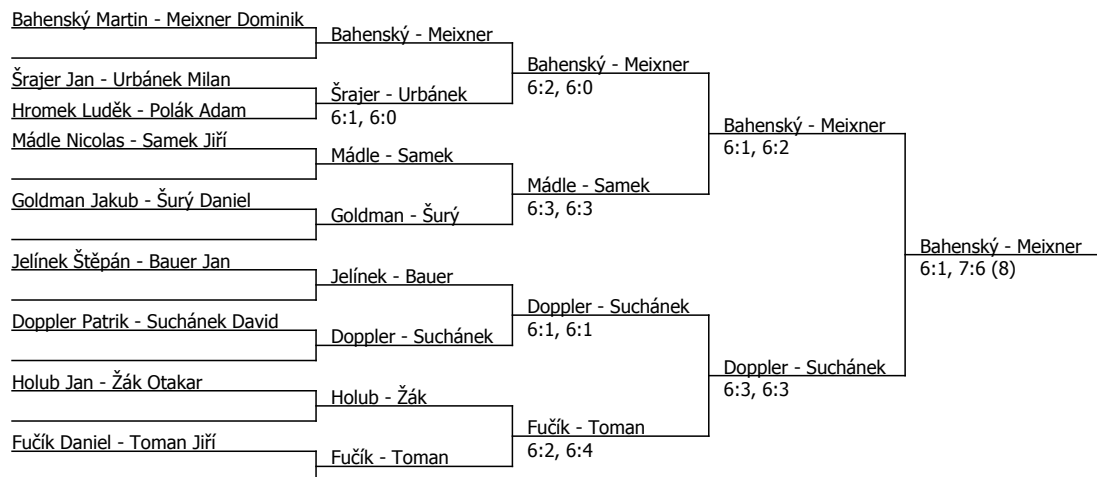 Bahenský Martin - Meixner Dominik
Šrajer Jan - Urbánek Milan
Hromek Luděk - Polák Adam
Mádle Nicolas - Samek Jiří
Goldman Jakub - Šurý Daniel
Jelínek Štěpán - Bauer Jan
Doppler Patrik - Suchánek David
Holub Jan - Žák Otakar
Fučík Daniel - Toman Jiří
Bahenský - Meixner
Šrajer - Urbánek
6:1, 6:0
Mádle - Samek
Goldman - Šurý
Jelínek - Bauer
Doppler - Suchánek
Holub - Žák
Fučík - Toman
Bahenský - Meixner
6:2, 6:0
Mádle - Samek
6:3, 6:3
Doppler - Suchánek
6:1, 6:1
Fučík - Toman
6:2, 6:4
Bahenský - Meixner
6:1, 6:2
Doppler - Suchánek
6:3, 6:3
Bahenský - Meixner
6:1, 7:6 (8)